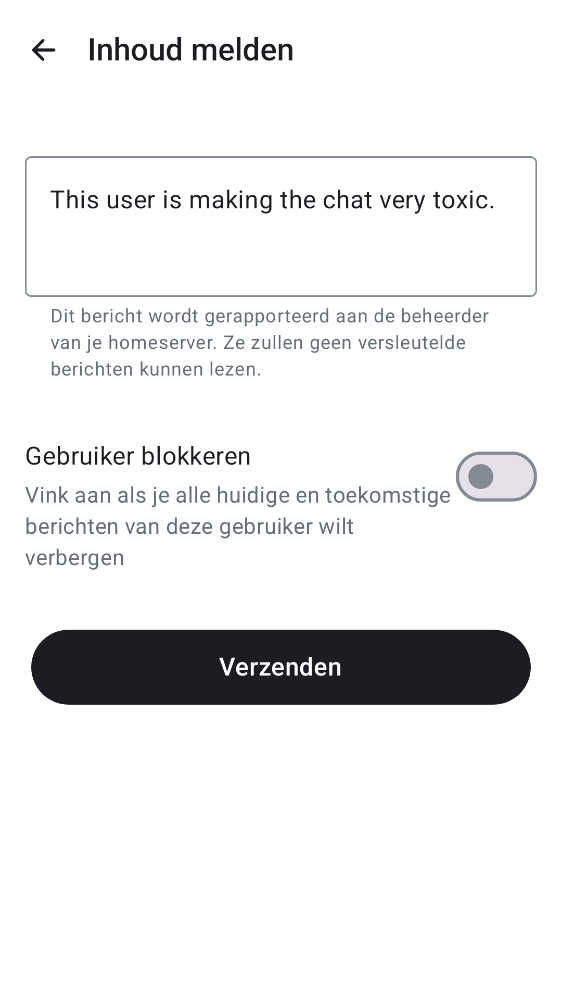 Inhoud melden
This user is making the chat very toxic.
Dit bericht wordt gerapporteerd aan de beheerder
van je homeserver. Ze zullen geen versleutelde
berichten kunnen lezen.
Gebruiker blokkeren
Vink aan als je alle huidige en toekomstige
berichten van deze gebruiker wilt
verbergen
Verzenden